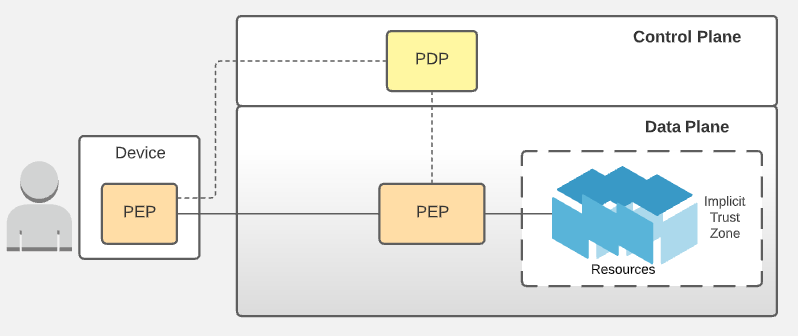 Control Plane
PDP
Data Plane
Device
PEP
PEP
Implicit
Trust
Zone
Resources